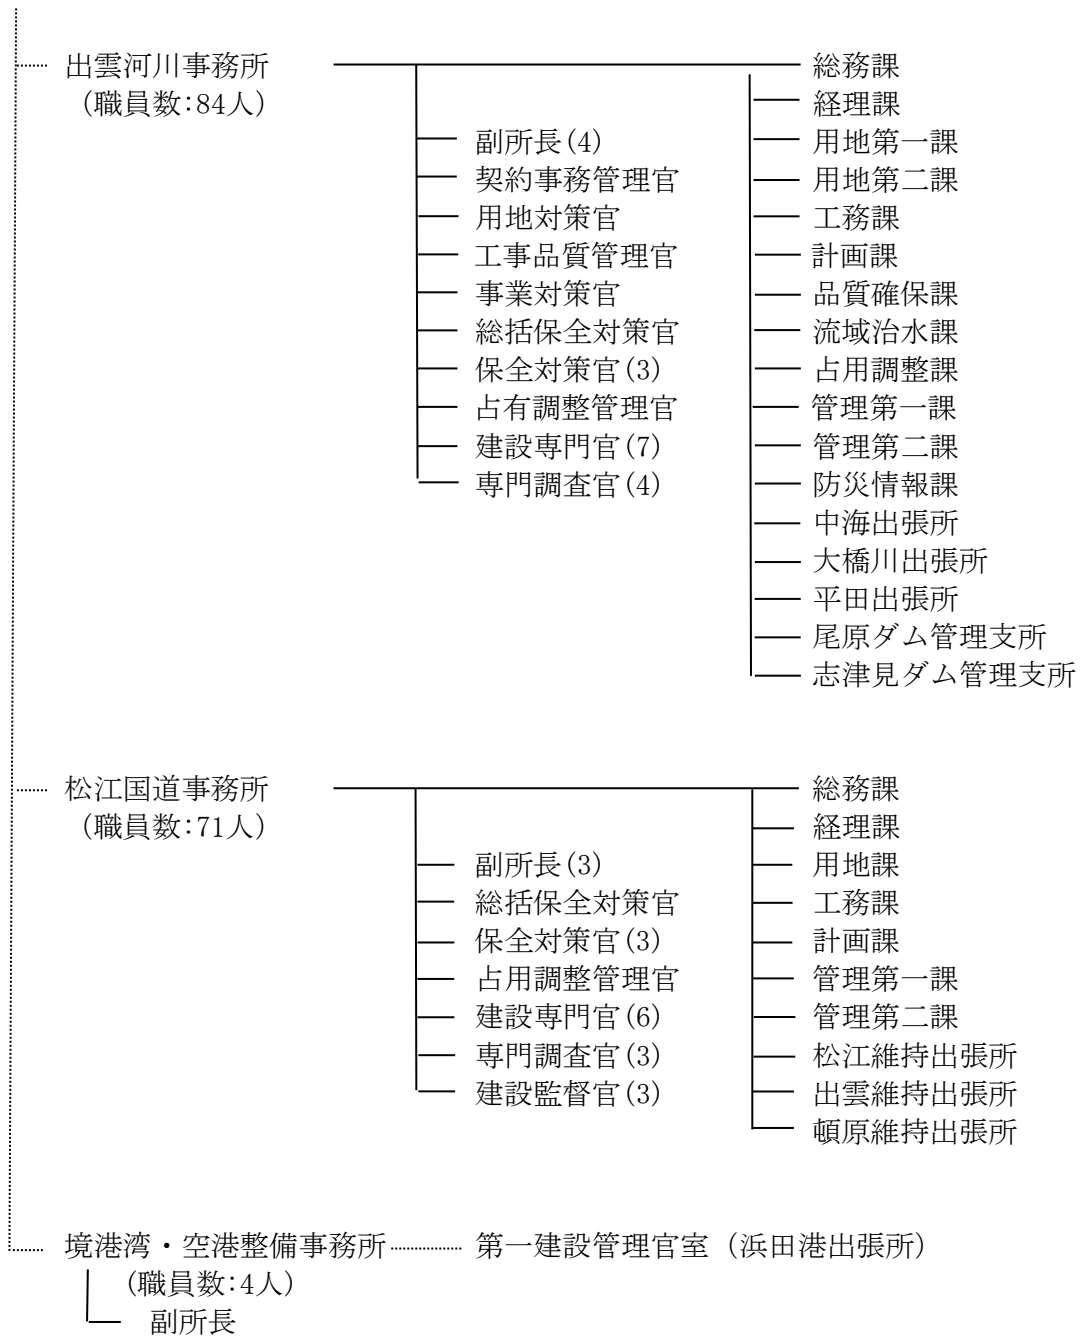 出雲河川事務所 総務課
(職員数:84人) 経理課
副所長(4) 用地第一課
契約事務管理官 用地第二課
用地対策官 工務課
工事品質管理官 計画課
事業対策官 品質確保課
総括保全対策官 流域治水課
保全対策官(3) 占用調整課
占有調整管理官 管理第一課
建設専門官(7) 管理第二課
専門調査官(4) 防災情報課
中海出張所
大橋川出張所
平田出張所
尾原ダム管理支所
志津見ダム管理支所
松江国道事務所 総務課
(職員数:71人) 経理課
副所長(3) 用地課
総括保全対策官 工務課
保全対策官(3) 計画課
占用調整管理官 管理第一課
建設専門官(6) 管理第二課
専門調査官(3) 松江維持出張所
建設監督官(3) 出雲維持出張所
頓原維持出張所
境港湾・空港整備事務所 第一建設管理官室(浜田港出張所)
(職員数:4人)
副所長